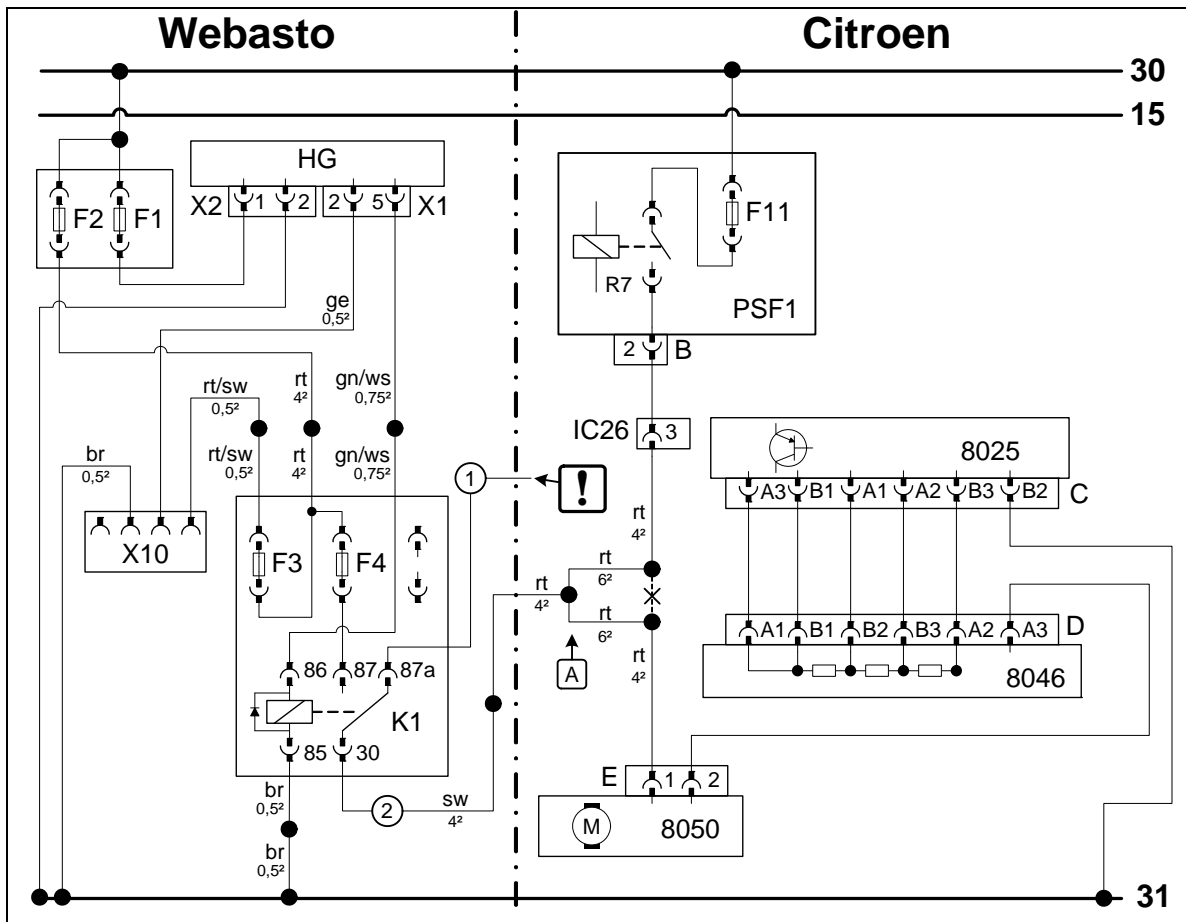 Webasto
Citroen
30
15
HG
X2 1 2 2 5 X1
F2 F1
F11
R7
PSF1
ge
0,5²
2 B
rt/sw
0,5²
rt
4²
gn/ws
0,75²
IC26 3
8025
A3 B1 A1 A2 B3 B2 C
br
0,5²
rt/sw
0,5²
rt
4²
gn/ws
0,75²
1
!
X10
F3 F4
rt
4²
rt
6²
rt
4²
rt
6²
A
rt
4²
A1 B1 B2 B3 A2 A3 D
8046
86 87 87a
K1
85 30
E 1 2
br
0,5²
2
sw
4²
M 8050
br
0,5²
31